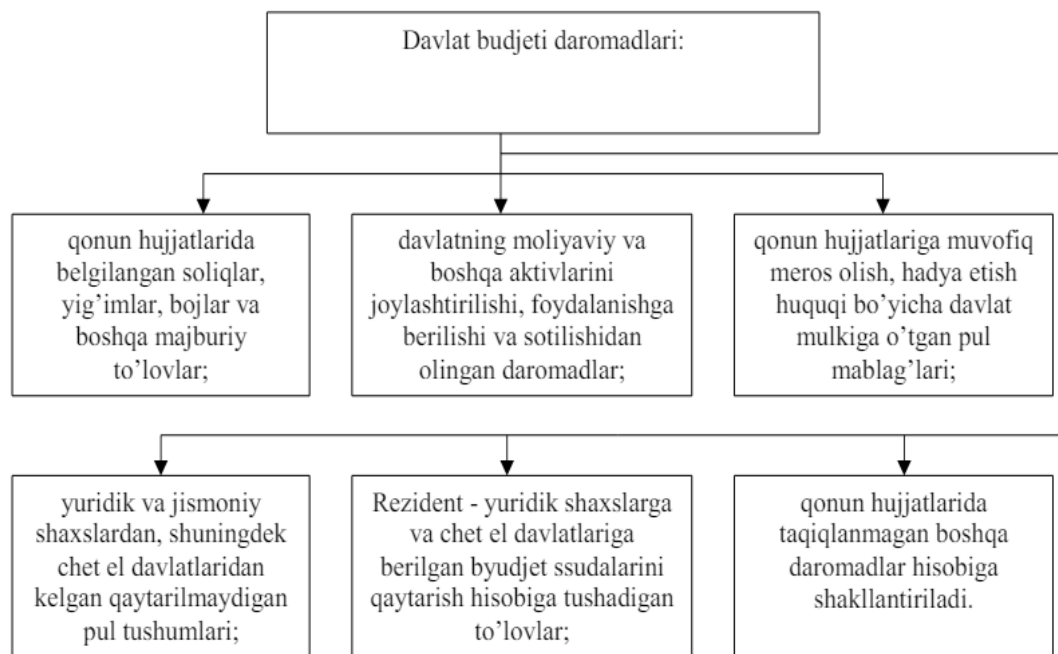 Davlat budjeti daromadlari:
qonun hujjatlarida
belgilangan soliqlar,
yig’imlar, bojlar va
boshqa majburiy
to’lovlar;
davlatning moliyaviy va
boshqa aktivlarini
joylashtirilishi, foydalanishga
berilishi va sotilishidan
olingan daromadlar;
qonun hujjatlariga muvofiq
meros olish, hadya etish
huquqi bo’yicha davlat
mulkiga o’tgan pul
mablag’lari;
yuridik va jismoniy
shaxslardan, shuningdek
chet el davlatlaridan
kelgan qaytarilmaydigan
pul tushumlari;
Rezident - yuridik shaxslarga
va chet el davlatlariga
berilgan byudjet ssudalarini
qaytarish hisobiga tushadigan
to’lovlar;
qonun hujjatlarida
taqiqlanmagan boshqa
daromadlar hisobiga
shakllantiriladi.